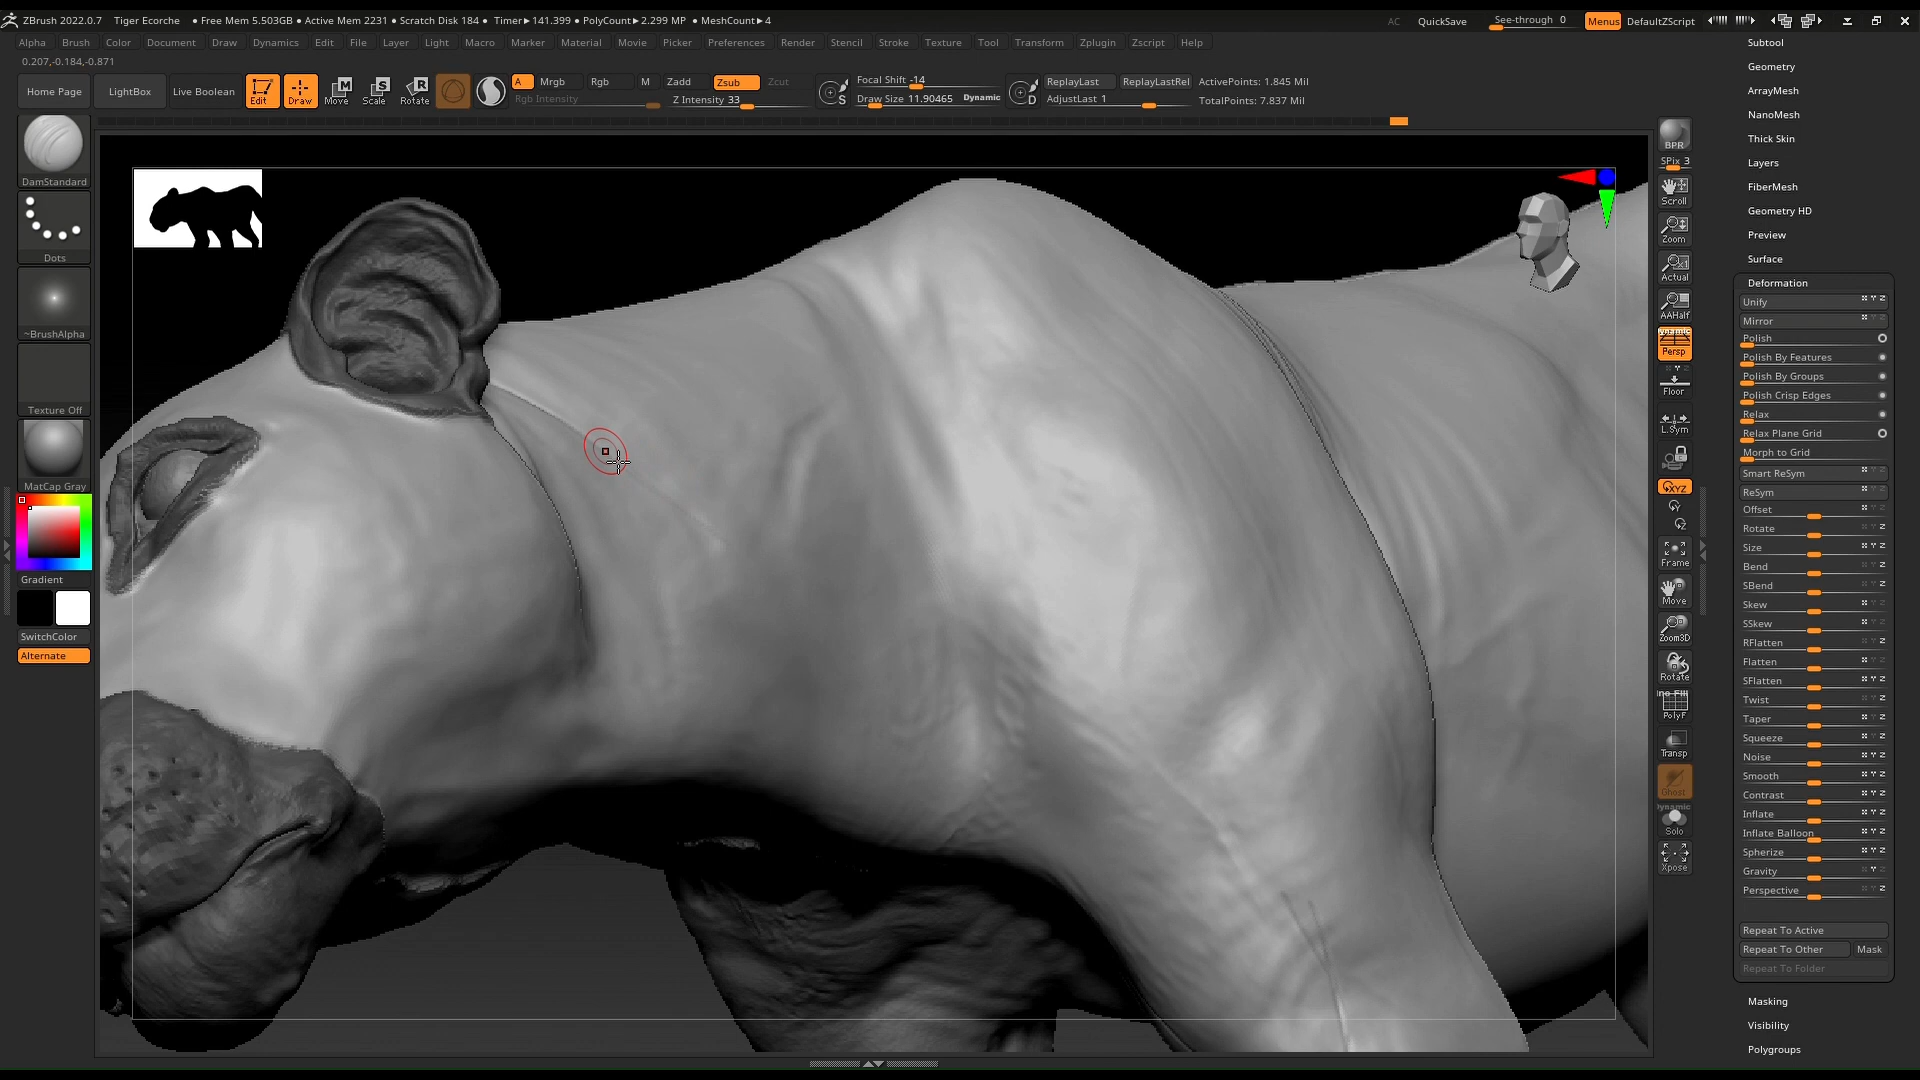 ZBrush 2022.0.7 Tiger Ecorche • Free Mem 5.503GB • Active Mem 2231 • Scratch Disk 184 • Timer▸141.399 • PolyCount▸2.299 MP • MeshCount▸4 AC QuickSave See-through 0 Menus DefaultZScript
Alpha Brush Color Document Draw Dynamics Edit File Layer Light Macro Marker Material Movie Picker Preferences Render Stencil Stroke Texture Tool Transform Zplugin Zscript Help
0.207,-0.184,-0.871
Home Page LightBox Live Boolean Edit Draw Move Scale Rotate
M S R
A Mrgb Rgb M Zadd Zsub Zcut
Rgb Intensity Z Intensity 33
S Focal Shift -14
Draw Size 11.90465 Dynamic
D ReplayLast ReplayLastRel ActivePoints: 1.845 Mil
AdjustLast 1 TotalPoints: 7.837 Mil
DamStandard
Dots
~BrushAlpha
Texture Off
MatCap Gray
Gradient
SwitchColor
Alternate
BPR
SPix 3
Scroll
Zoom
Actual
AAHalf
Persp
Floor
L.Sym
XYZ
Y
Z
Frame
Move
Zoom3D
Rotate
PolyF
Transp
Ghost
Dynamic
Solo
Xpose
Subtool
Geometry
ArrayMesh
NanoMesh
Thick Skin
Layers
FiberMesh
Geometry HD
Preview
Surface
Deformation
Unify
Mirror
Polish
Polish By Features
Polish By Groups
Polish Crisp Edges
Relax
Relax Plane Grid
Morph to Grid
Smart ReSym
ReSym
Offset
Rotate
Size
Bend
SBend
Skew
SSkew
RFlatten
Flatten
SFlatten
Twist
Taper
Squeeze
Noise
Smooth
Contrast
Inflate
Inflate Balloon
Spherize
Gravity
Perspective
Repeat To Active
Repeat To Other Mask
Repeat To Folder
Masking
Visibility
Polygroups